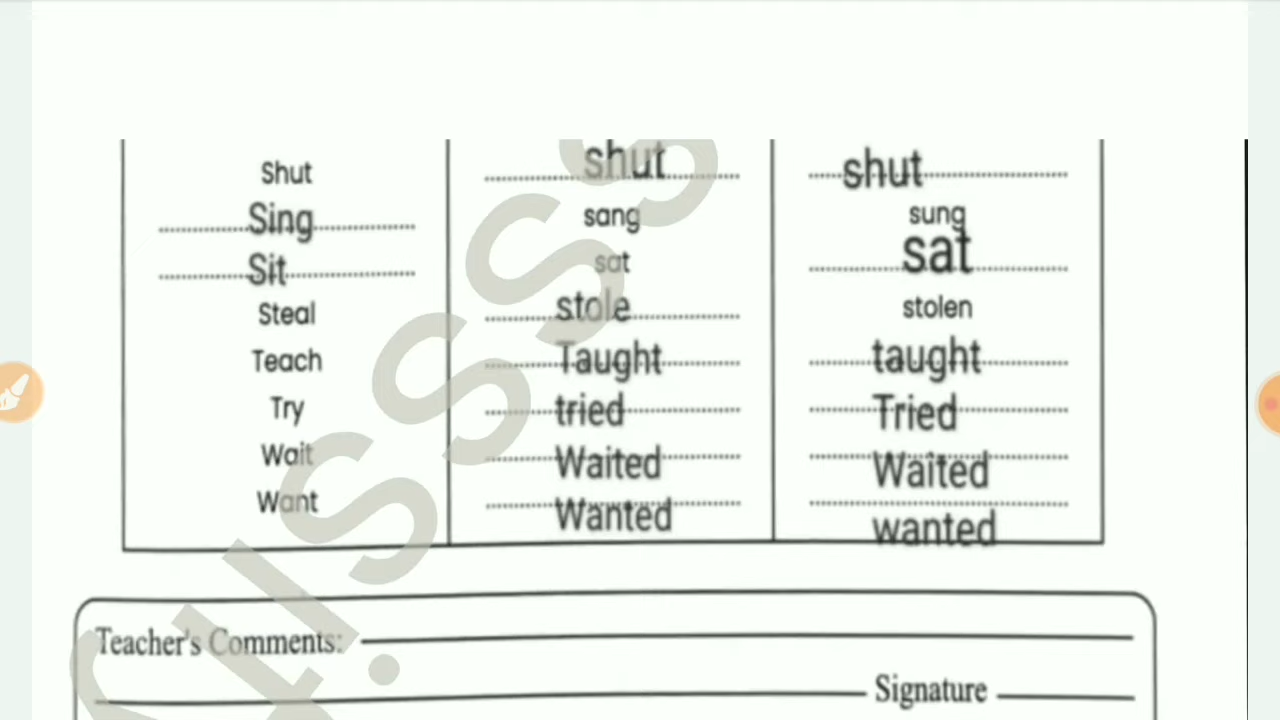 Shut shut shut
Sing sang sung
Sit sat sat
Steal stole stolen
Teach Taught taught
Try tried Tried
Wait Waited Waited
Want Wanted wanted
Teacher's Comments:
Signature